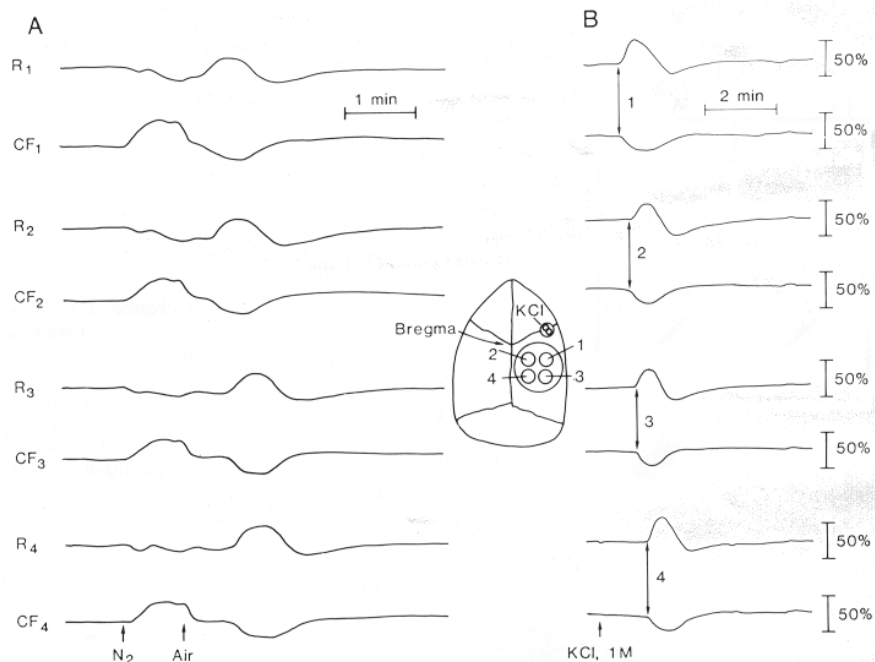 A
R1
1 min
CF1
R2
CF2
R3
CF3
R4
CF4
N2
Air
KCl
Bregma
2
1
4
3
B
50%
1
2 min
50%
50%
2
50%
50%
3
50%
50%
4
50%
KCl, 1M